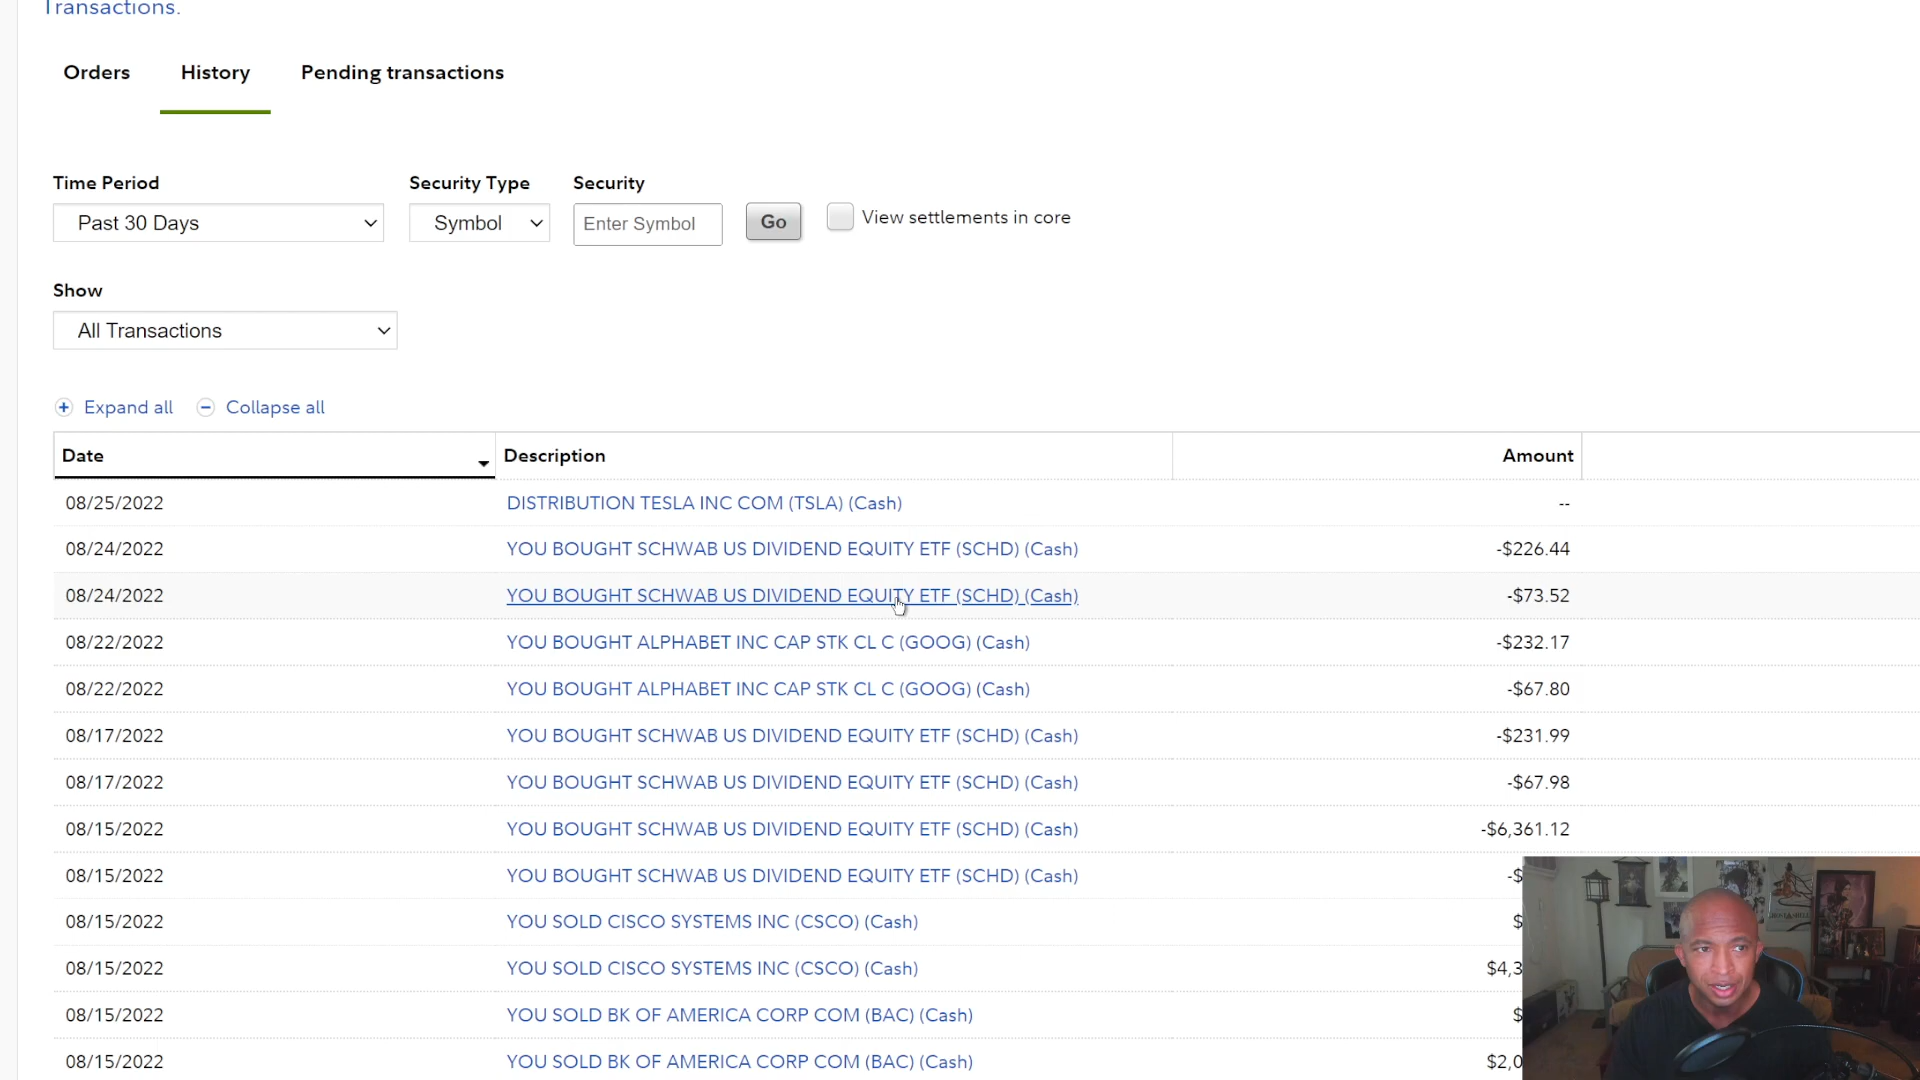 Transactions.
Orders History Pending transactions
Time Period Security Type Security
Past 30 Days Symbol Enter Symbol Go View settlements in core
Show
All Transactions
Expand all Collapse all
Date Description Amount
08/25/2022 DISTRIBUTION TESLA INC COM (TSLA) (Cash) --
08/24/2022 YOU BOUGHT SCHWAB US DIVIDEND EQUITY ETF (SCHD) (Cash) -$226.44
08/24/2022 YOU BOUGHT SCHWAB US DIVIDEND EQUITY ETF (SCHD) (Cash) -$73.52
08/22/2022 YOU BOUGHT ALPHABET INC CAP STK CL C (GOOG) (Cash) -$232.17
08/22/2022 YOU BOUGHT ALPHABET INC CAP STK CL C (GOOG) (Cash) -$67.80
08/17/2022 YOU BOUGHT SCHWAB US DIVIDEND EQUITY ETF (SCHD) (Cash) -$231.99
08/17/2022 YOU BOUGHT SCHWAB US DIVIDEND EQUITY ETF (SCHD) (Cash) -$67.98
08/15/2022 YOU BOUGHT SCHWAB US DIVIDEND EQUITY ETF (SCHD) (Cash) -$6,361.12
08/15/2022 YOU BOUGHT SCHWAB US DIVIDEND EQUITY ETF (SCHD) (Cash) -$
08/15/2022 YOU SOLD CISCO SYSTEMS INC (CSCO) (Cash) $
08/15/2022 YOU SOLD CISCO SYSTEMS INC (CSCO) (Cash) $4,3
08/15/2022 YOU SOLD BK OF AMERICA CORP COM (BAC) (Cash) $
08/15/2022 YOU SOLD BK OF AMERICA CORP COM (BAC) (Cash) $2,0